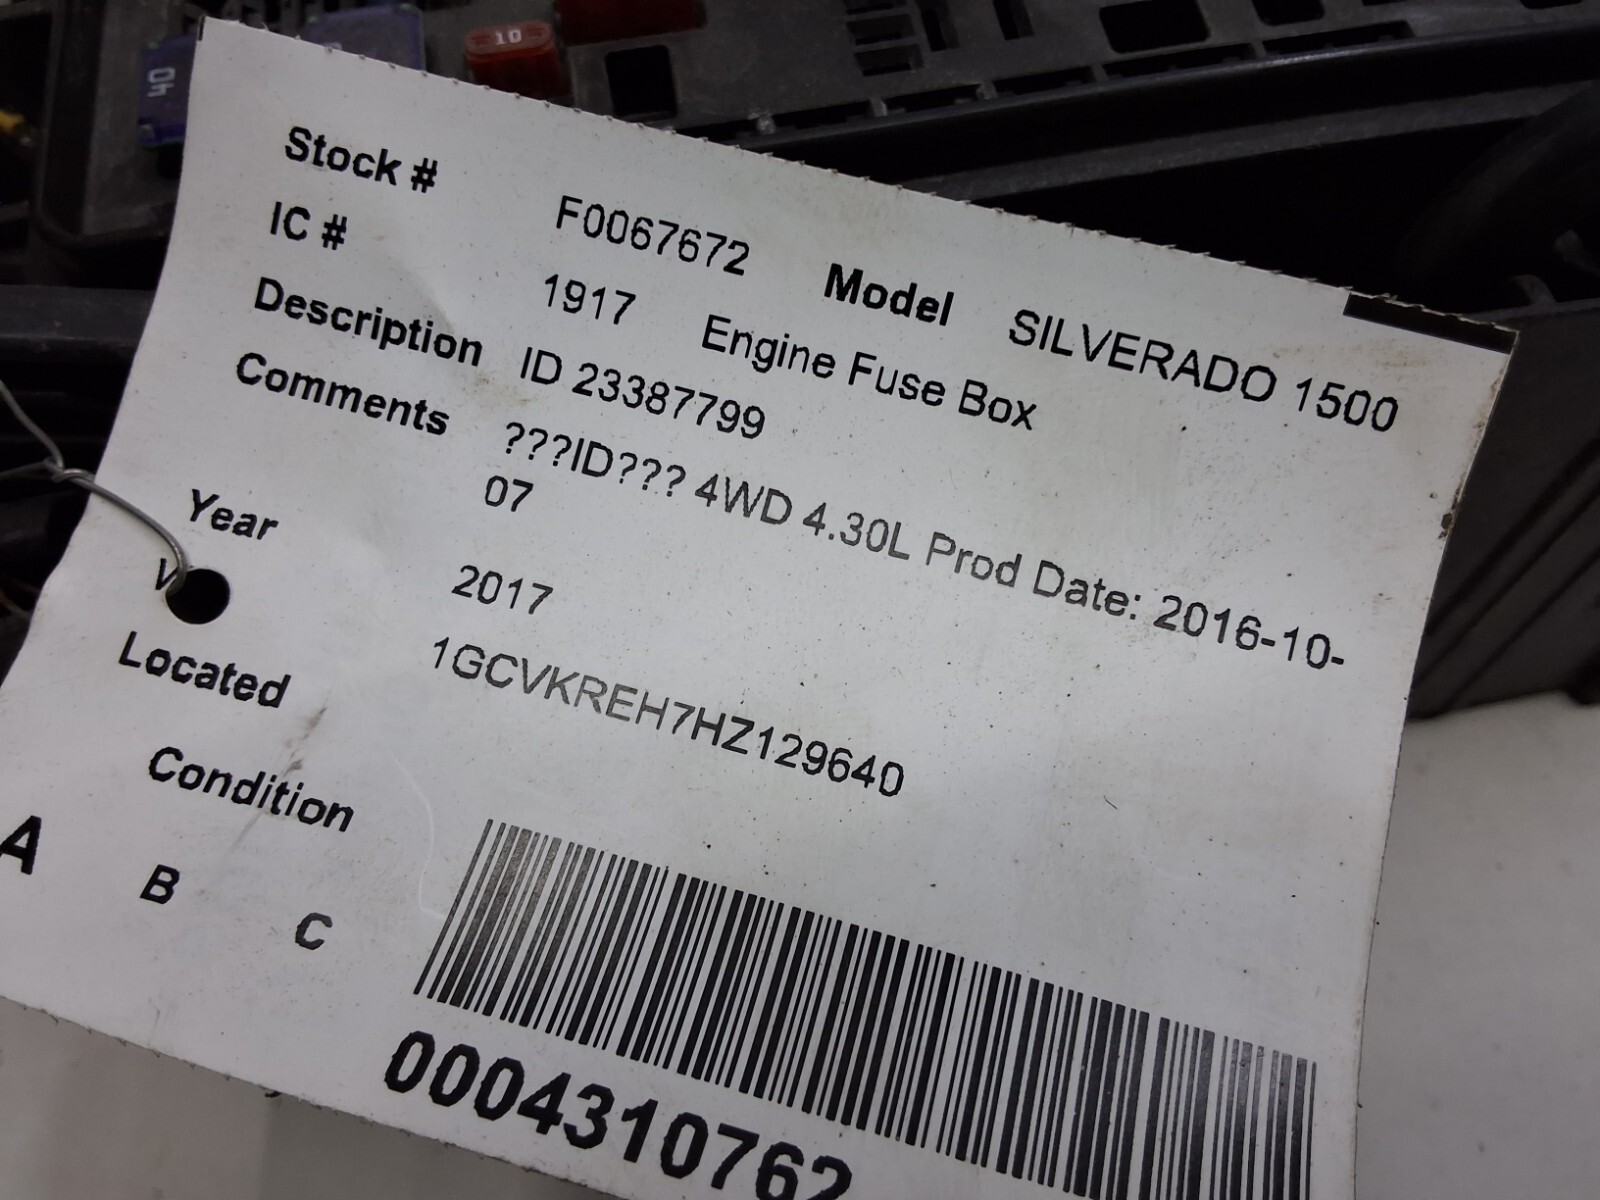 10
40
Stock # F0067672 Model SILVERADO 1500
IC # 1917 Engine Fuse Box
Description ID 23387799
Comments ???ID??? 4WD 4.30L Prod Date: 2016-10-
07
Year 2017
V 1GCVKREH7HZ129640
Located
Condition
A B C
0004310762